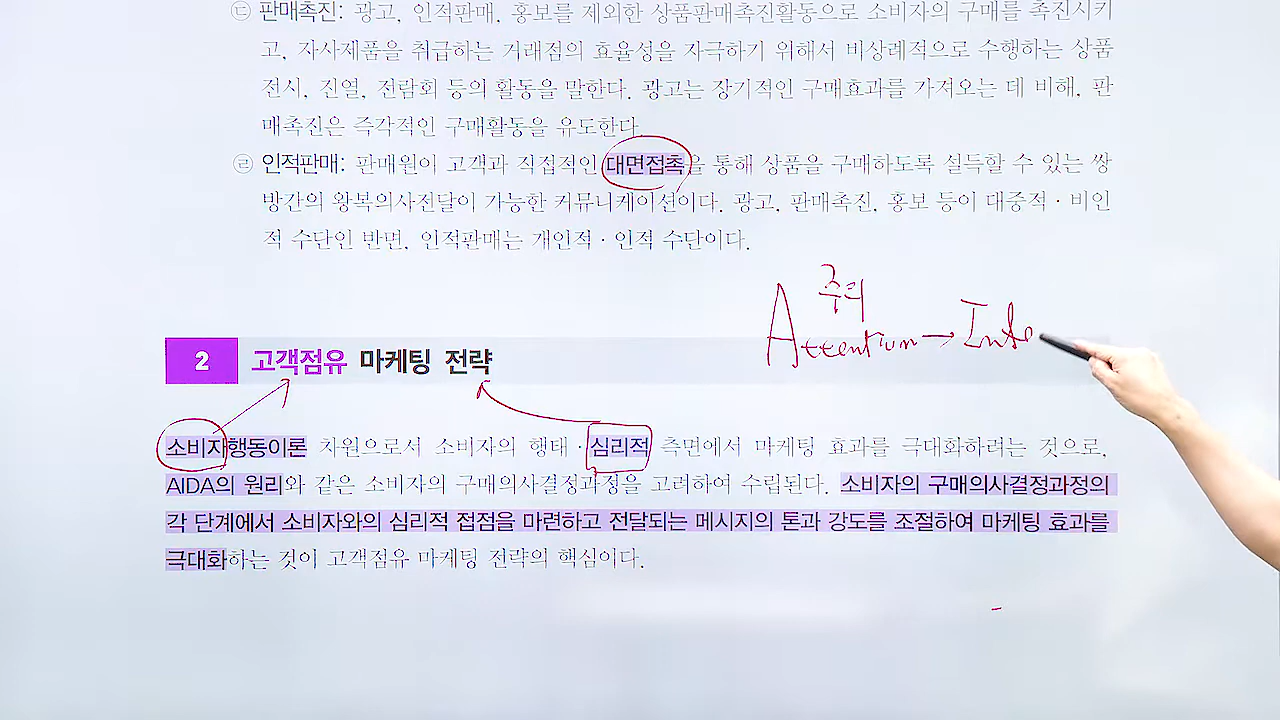 ㉢ 판매촉진: 광고, 인적판매, 홍보를 제외한 상품판매촉진활동으로 소비자의 구매를 촉진시키
고, 자사제품을 취급하는 거래점의 효율성을 자극하기 위해서 비상례적으로 수행하는 상품
전시, 진열, 전람회 등의 활동을 말한다. 광고는 장기적인 구매효과를 가져오는 데 비해, 판
매촉진은 즉각적인 구매활동을 유도한다.
㉣ 인적판매: 판매원이 고객과 직접적인 대면접촉을 통해 상품을 구매하도록 설득할 수 있는 쌍
방간의 왕복의사전달이 가능한 커뮤니케이션이다. 광고, 판매촉진, 홍보 등이 대중적·비인
적 수단인 반면, 인적판매는 개인적·인적 수단이다.
주의
Attention → Inte
2 고객점유 마케팅 전략
소비자행동이론 차원으로서 소비자의 행태·심리적 측면에서 마케팅 효과를 극대화하려는 것으로,
AIDA의 원리와 같은 소비자의 구매의사결정과정을 고려하여 수립된다. 소비자의 구매의사결정과정의
각 단계에서 소비자와의 심리적 접점을 마련하고 전달되는 메시지의 톤과 강도를 조절하여 마케팅 효과를
극대화하는 것이 고객점유 마케팅 전략의 핵심이다.